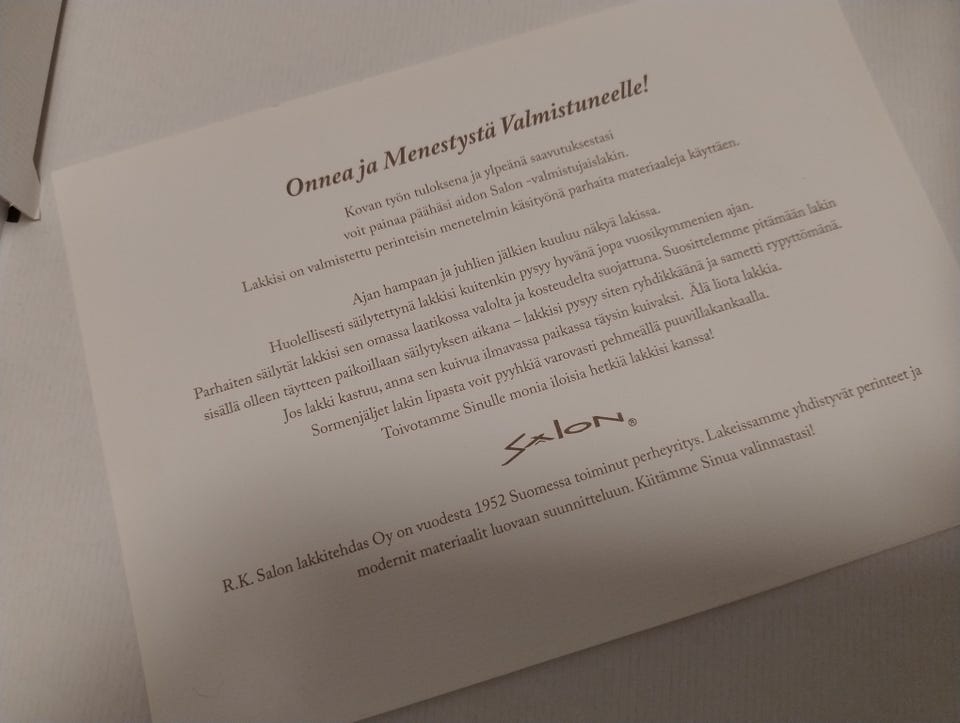 Onnea ja Menestystä Valmistuneelle!
Kovan työn tuloksena ja ylpeänä saavutuksestasi
voit painaa päähäsi aidon Salon -valmistujaislakin.
Lakkisi on valmistettu perinteisin menetelmin käsityönä parhaita materiaaleja käyttäen.
Ajan hampaan ja juhlien jälkien kuuluu näkyä lakissa.
Huolellisesti säilytettynä lakkisi kuitenkin pysyy hyvänä jopa vuosikymmenien ajan.
Parhaiten säilytät lakkisi sen omassa laatikossa valolta ja kosteudelta suojattuna. Suosittelemme pitämään lakin
sisällä olleen täytteen paikoillaan säilytyksen aikana – lakkisi pysyy siten ryhdikkäänä ja sametti rypyttömänä.
Jos lakki kastuu, anna sen kuivua ilmavassa paikassa täysin kuivaksi. Älä liota lakkia.
Sormenjäljet lakin lipasta voit pyyhkiä varovasti pehmeällä puuvillakankaalla.
Toivotamme Sinulle monia iloisia hetkiä lakkisi kanssa!
Salon®
R.K. Salon lakkitehdas Oy on vuodesta 1952 Suomessa toiminut perheyritys. Lakeissamme yhdistyvät perinteet ja
modernit materiaalit luovaan suunnitteluun. Kiitämme Sinua valinnastasi!